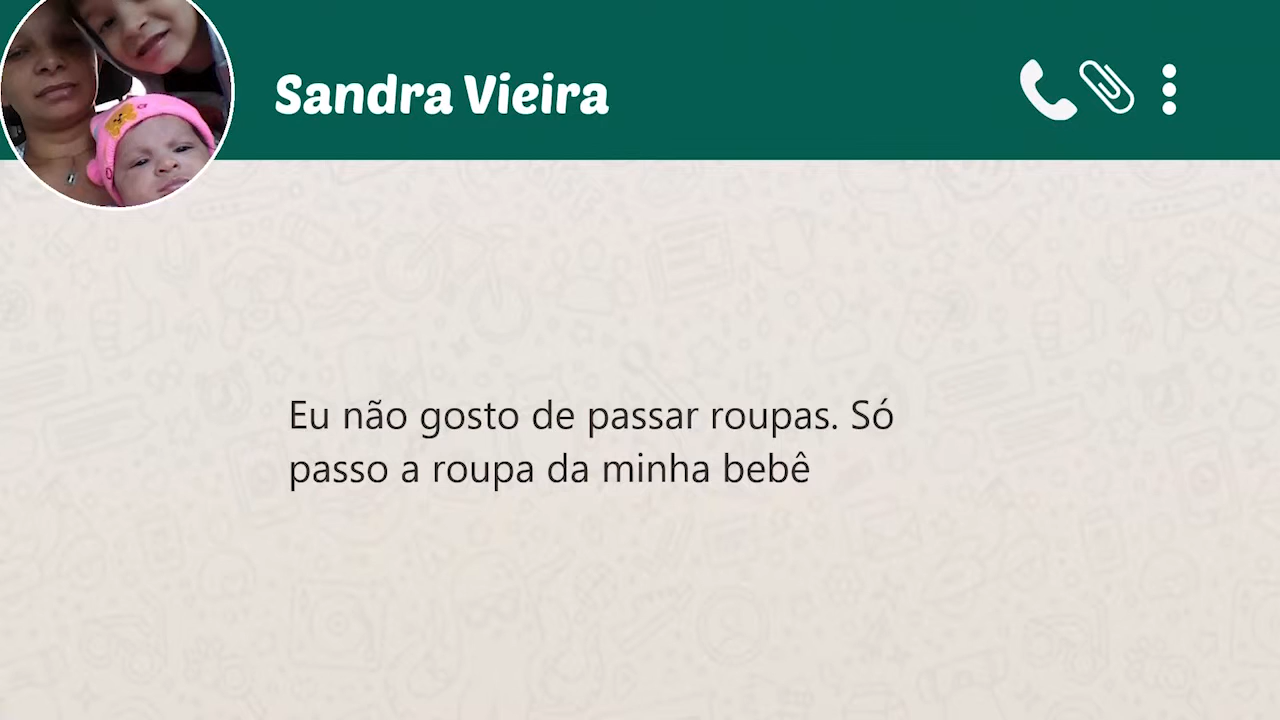 Sandra Vieira
Eu não gosto de passar roupas. Só
passo a roupa da minha bebê